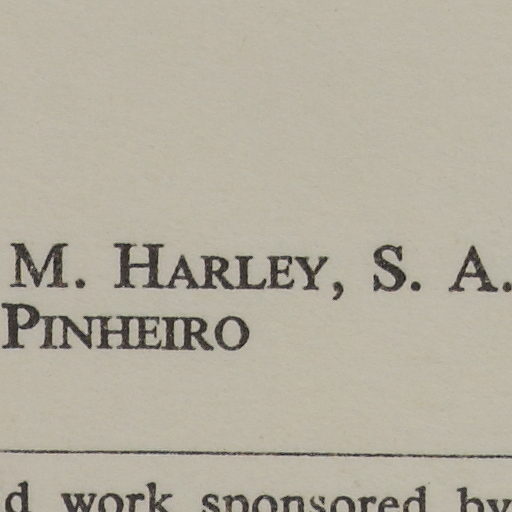 M. HARLEY, S. A.
PINHEIRO
d work sponsored by